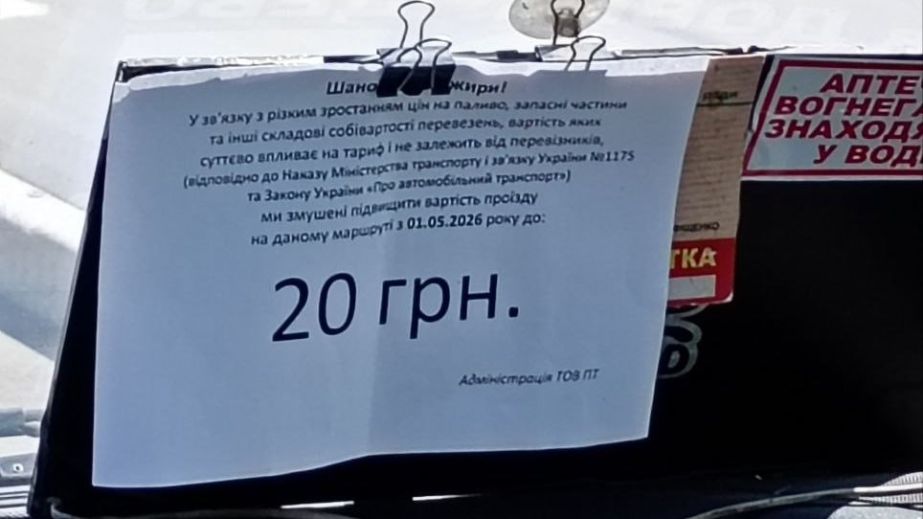 Шано жири!
У зв'язку з різким зростанням цін на паливо, запасні частини
та інші складові собівартості перевезень, вартість яких
суттєво впливає на тариф і не залежить від перевізників,
(відповідно до Наказу Міністерства транспорту і зв'язку України №1175
та Закону України «Про автомобільний транспорт»)
ми змушені підвищити вартість проїзду
на даному маршруті з 01.05.2026 року до:
20 грн.
Адміністрація ТОВ ПТ
ТКА
АПТЕ
ВОГНЕГ
ЗНАХОД
У ВОД